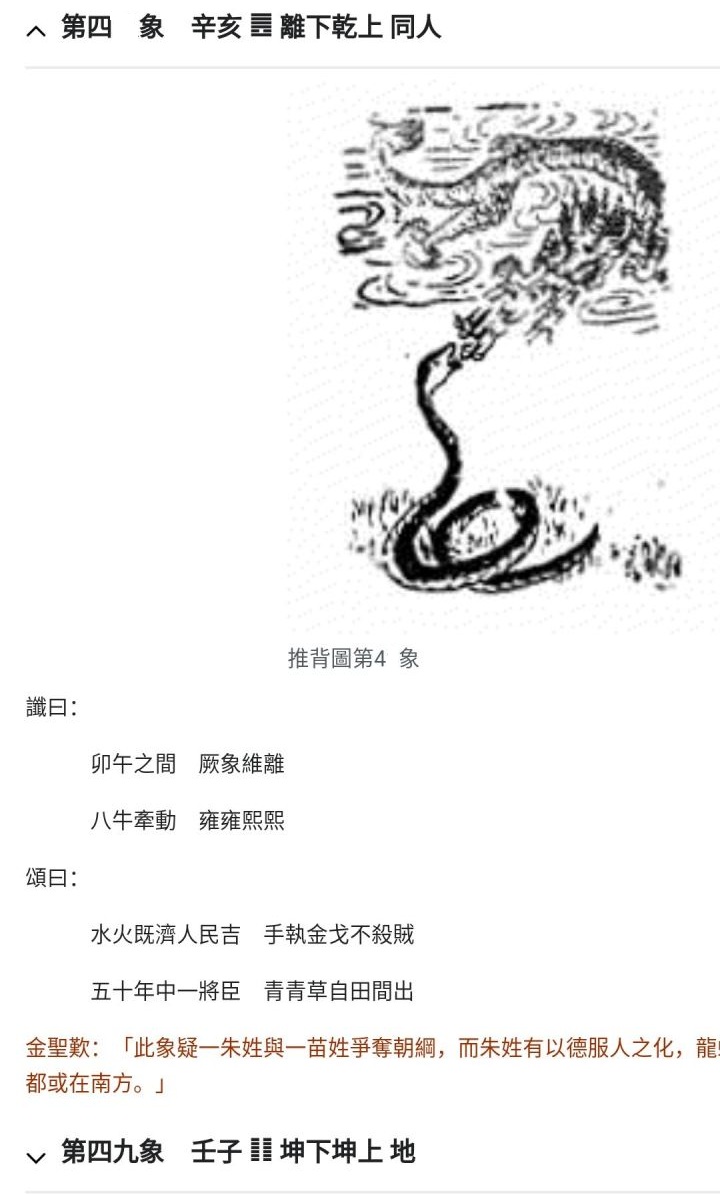 第四 象 辛亥 ䷌ 離下乾上 同人
推背圖第4 象
讖曰：
卯午之間 厥象維離
八牛牽動 雍雍熙熙
頌曰：
水火既濟人民吉 手執金戈不殺賊
五十年中一將臣 青青草自田間出
金聖歎：「此象疑一朱姓與一苗姓爭奪朝綱，而朱姓有以德服人之化，龍
都或在南方。」
第四九象 壬子 ䷁ 坤下坤上 地